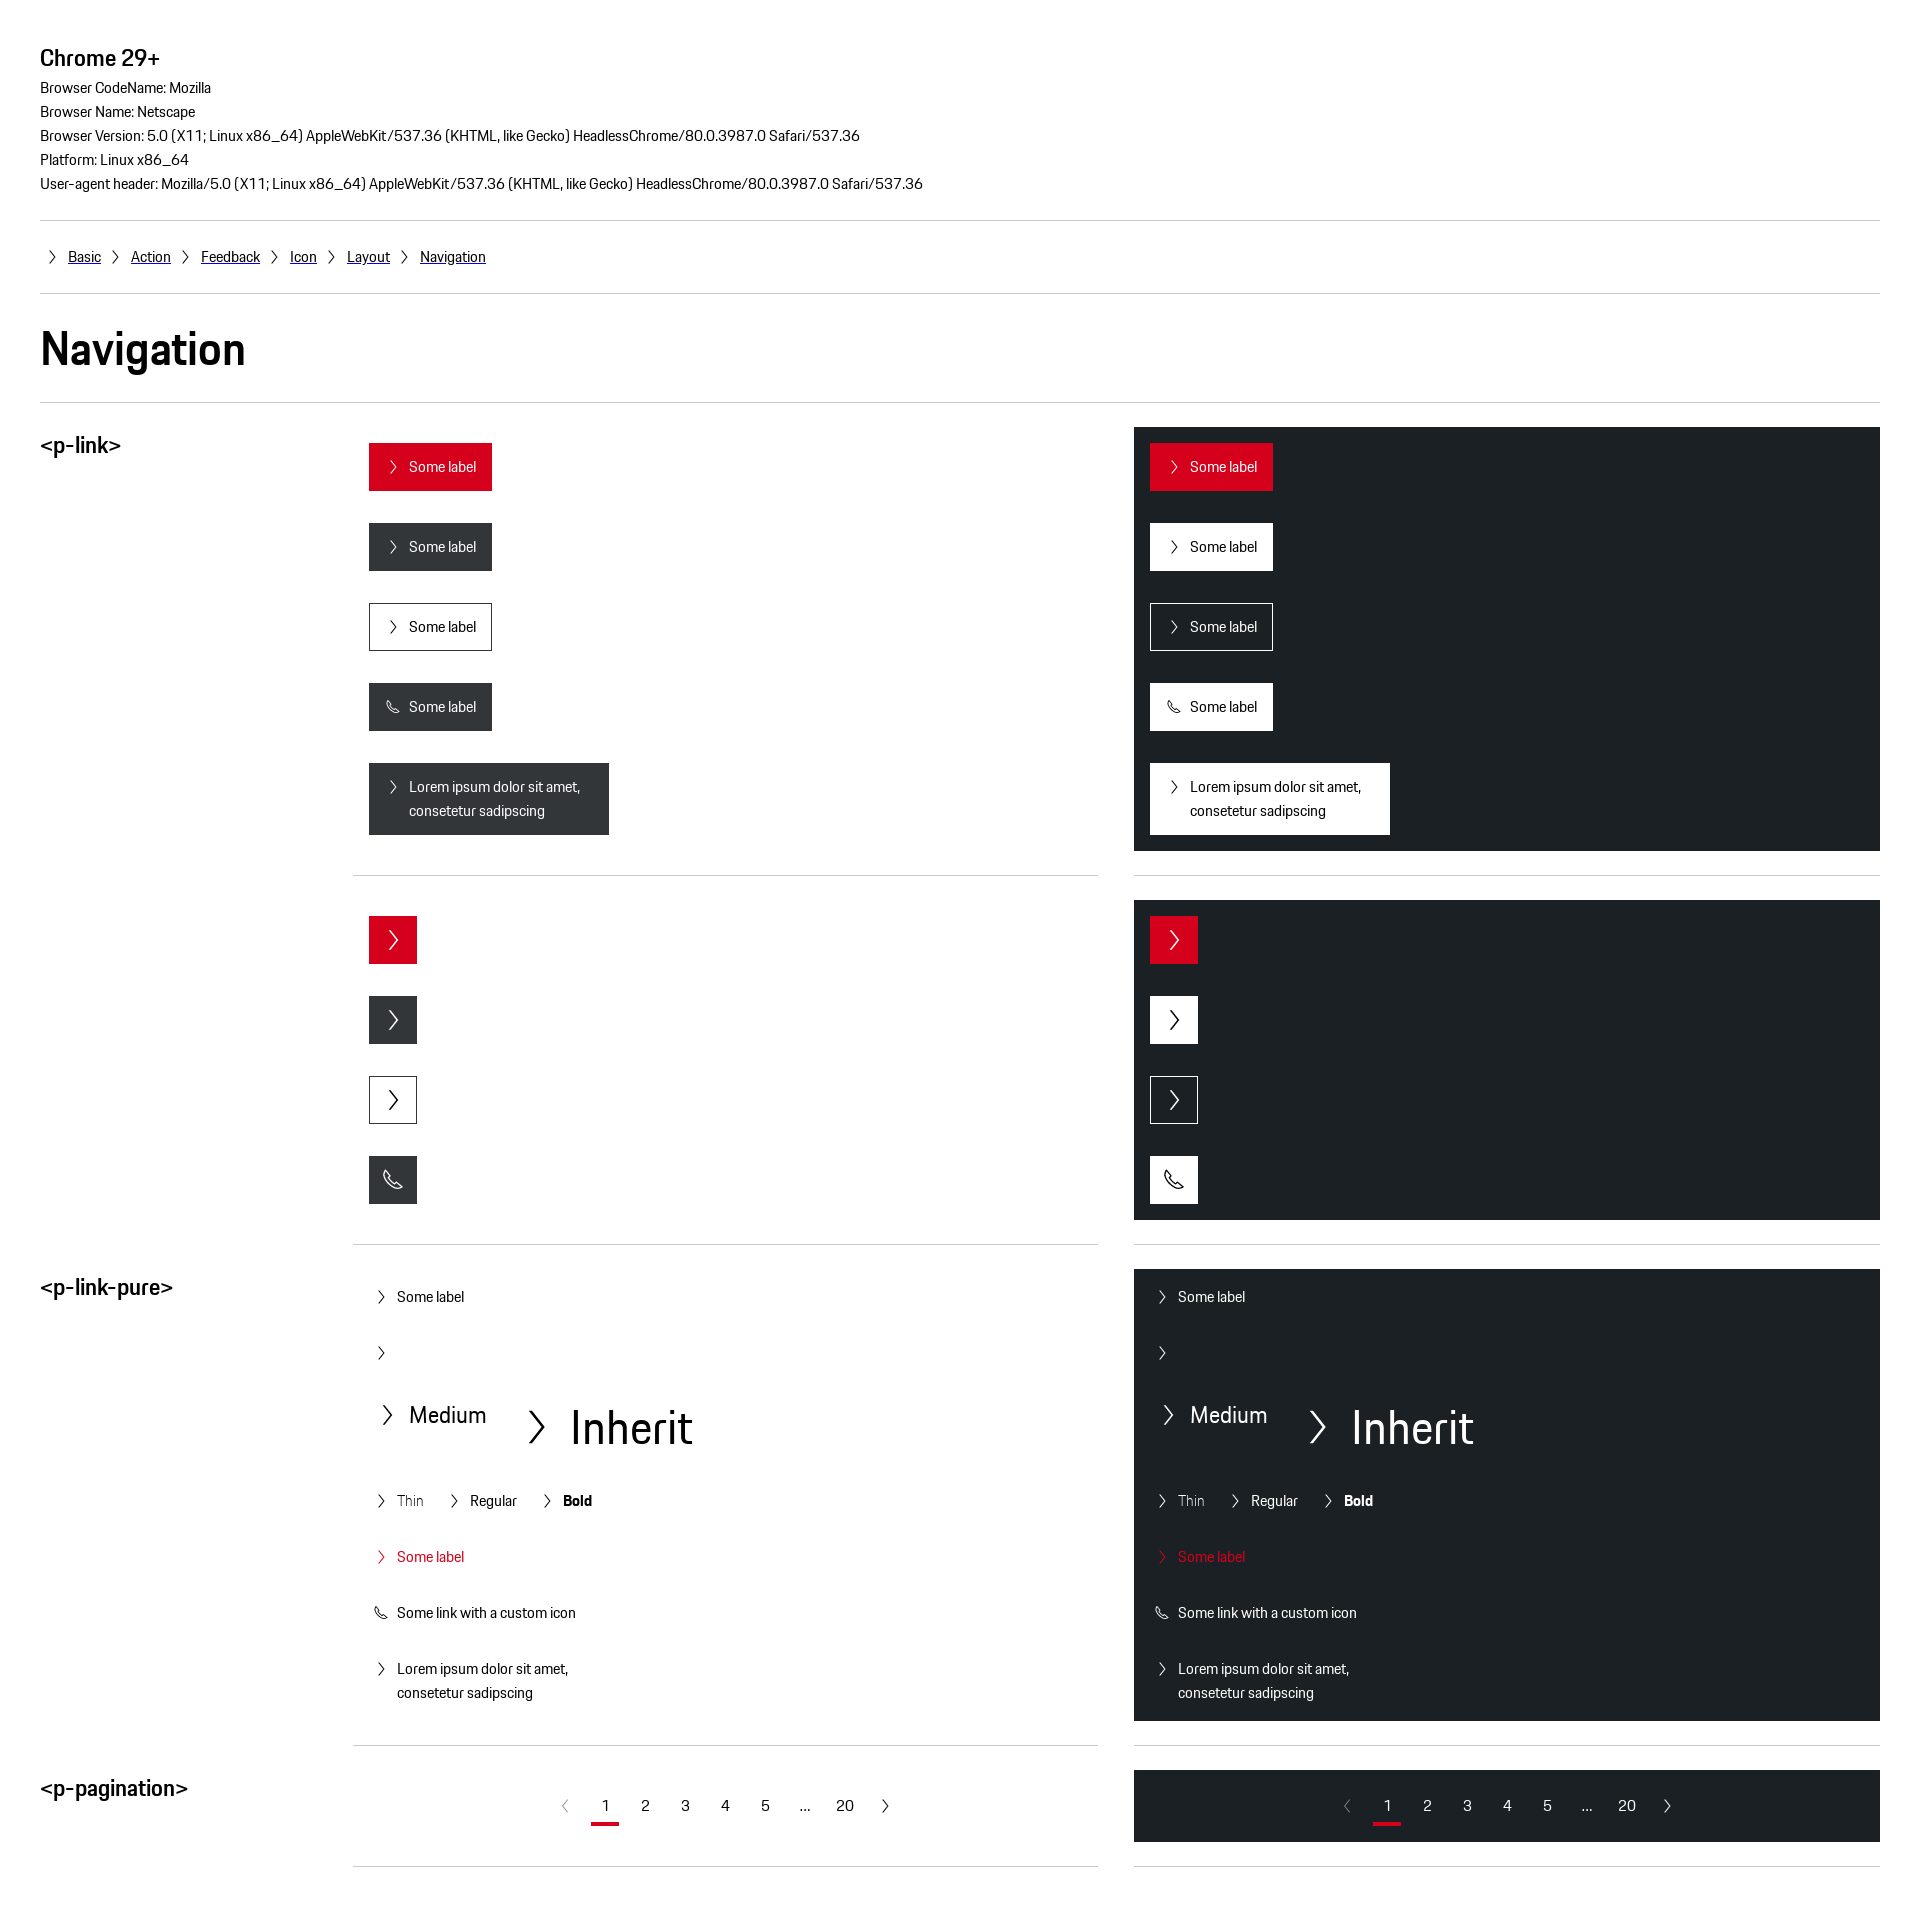 Chrome 29+
Browser CodeName: Mozilla
Browser Name: Netscape
Browser Version: 5.0 (X11; Linux x86_64) AppleWebKit/537.36 (KHTML, like Gecko) HeadlessChrome/80.0.3987.0 Safari/537.36
Platform: Linux x86_64
User-agent header: Mozilla/5.0 (X11; Linux x86_64) AppleWebKit/537.36 (KHTML, like Gecko) HeadlessChrome/80.0.3987.0 Safari/537.36
Basic Action Feedback Icon Layout Navigation
Navigation
<p-link>
Some label
Some label
Some label
Some label
Lorem ipsum dolor sit amet,
consetetur sadipscing
Some label
Some label
Some label
Some label
Lorem ipsum dolor sit amet,
consetetur sadipscing
<p-link-pure>
Some label
Medium Inherit
Thin Regular Bold
Some label
Some link with a custom icon
Lorem ipsum dolor sit amet,
consetetur sadipscing
Some label
Medium Inherit
Thin Regular Bold
Some label
Some link with a custom icon
Lorem ipsum dolor sit amet,
consetetur sadipscing
<p-pagination>
1 2 3 4 5 ... 20
1 2 3 4 5 ... 20